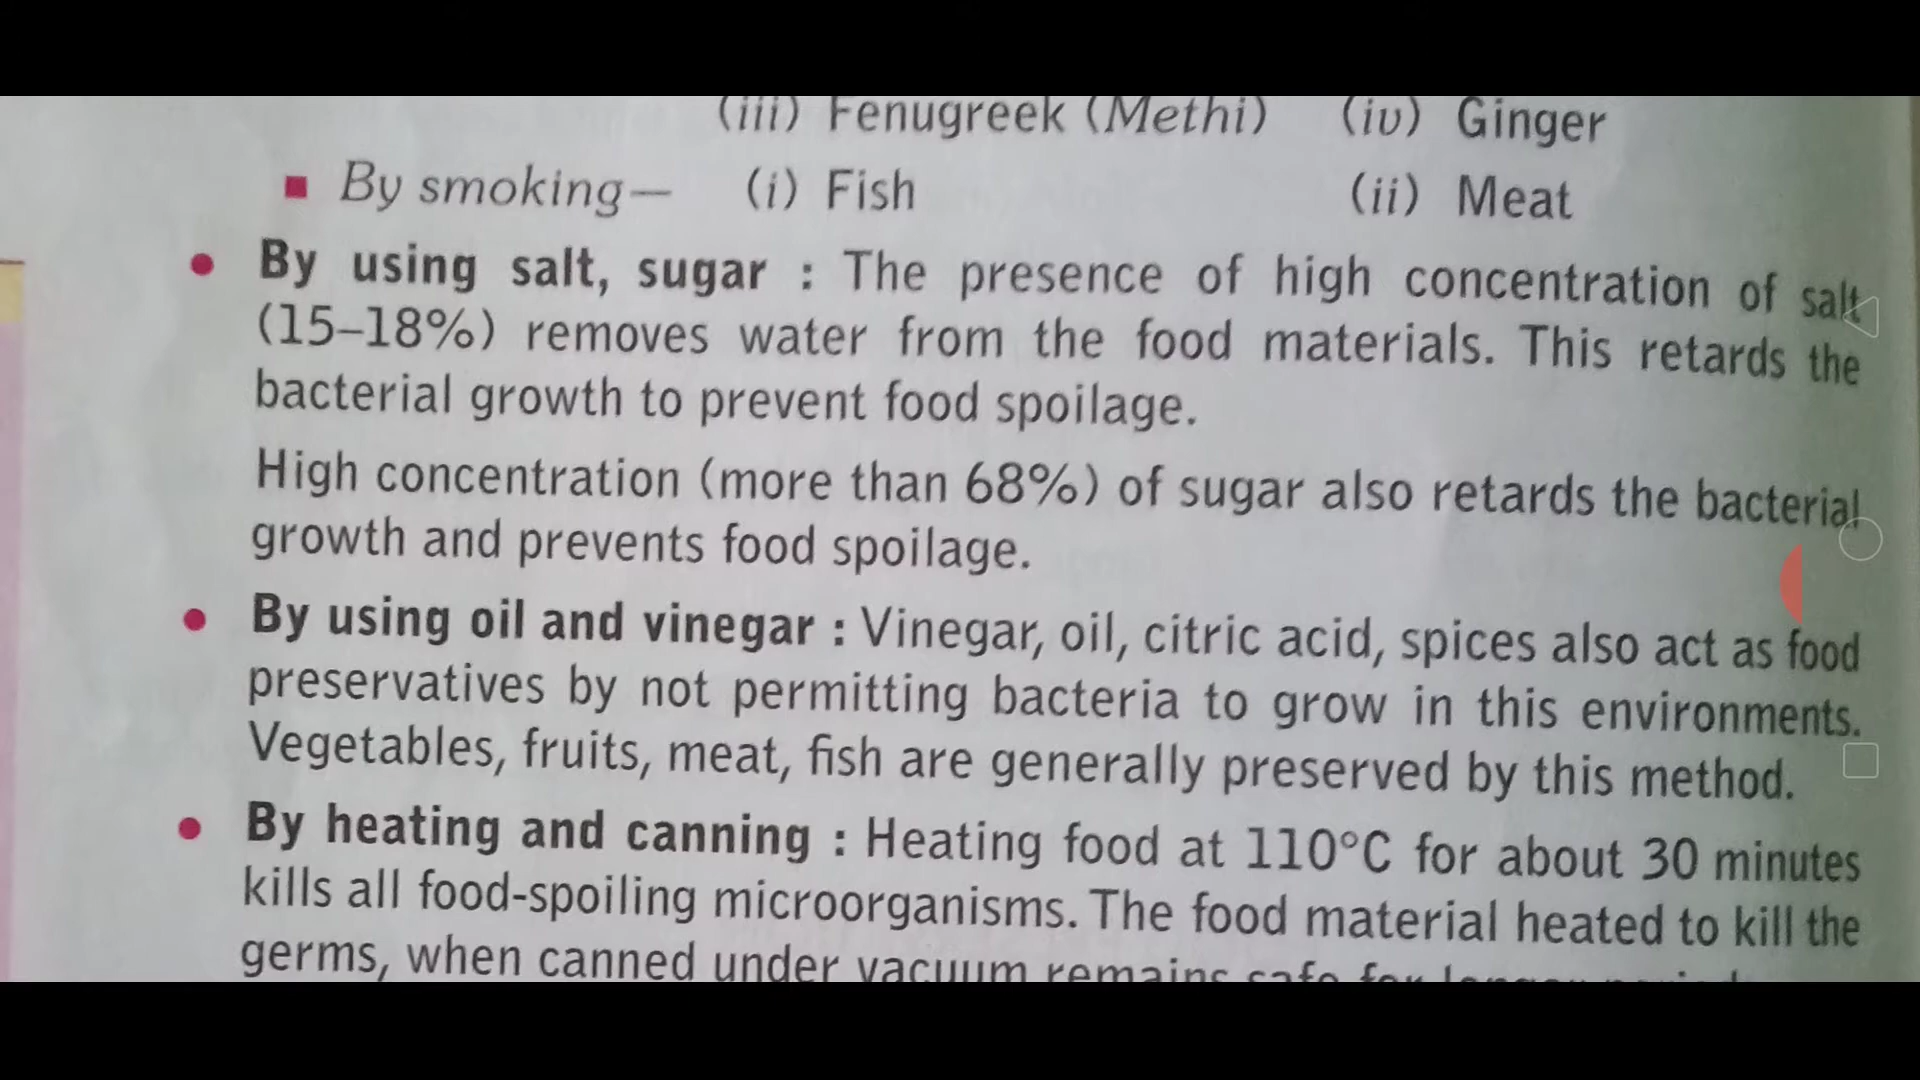 (iii) Fenugreek (Methi) (iv) Ginger
By smoking— (i) Fish (ii) Meat
By using salt, sugar : The presence of high concentration of salt
(15–18%) removes water from the food materials. This retards the
bacterial growth to prevent food spoilage.
High concentration (more than 68%) of sugar also retards the bacterial
growth and prevents food spoilage.
By using oil and vinegar : Vinegar, oil, citric acid, spices also act as food
preservatives by not permitting bacteria to grow in this environments.
Vegetables, fruits, meat, fish are generally preserved by this method.
By heating and canning : Heating food at 110°C for about 30 minutes
kills all food-spoiling microorganisms. The food material heated to kill the
germs, when canned under vacuum remains safe for longer